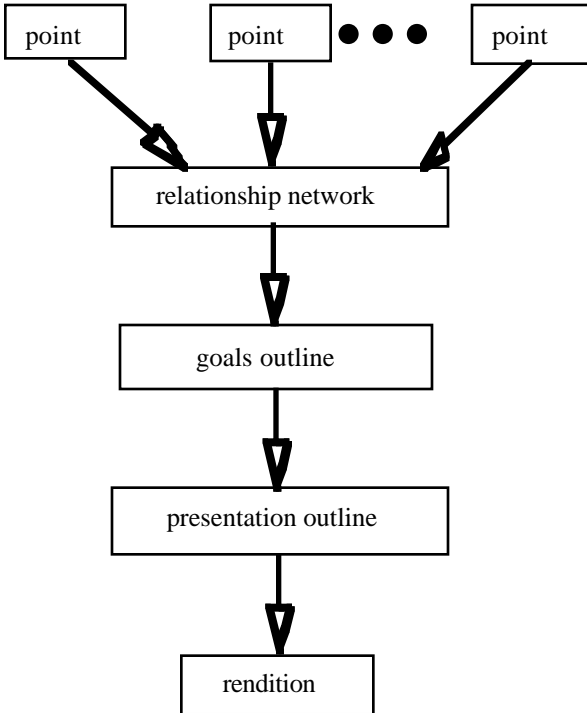 point point point
relationship network
goals outline
presentation outline
rendition